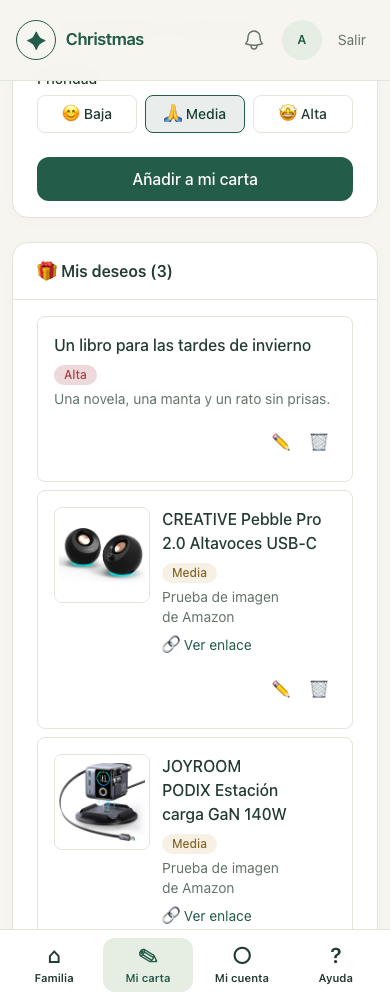 Christmas
A
Salir
Prioridad
😊 Baja
🙏 Media
🤩 Alta
Añadir a mi carta
🎁 Mis deseos (3)
Un libro para las tardes de invierno
Alta
Una novela, una manta y un rato sin prisas.
CREATIVE Pebble Pro
2.0 Altavoces USB-C
Media
Prueba de imagen
de Amazon
🔗 Ver enlace
JOYROOM
PODIX Estación
carga GaN 140W
Media
Prueba de imagen
de Amazon
🔗 Ver enlace
Familia
Mi carta
Mi cuenta
?
Ayuda